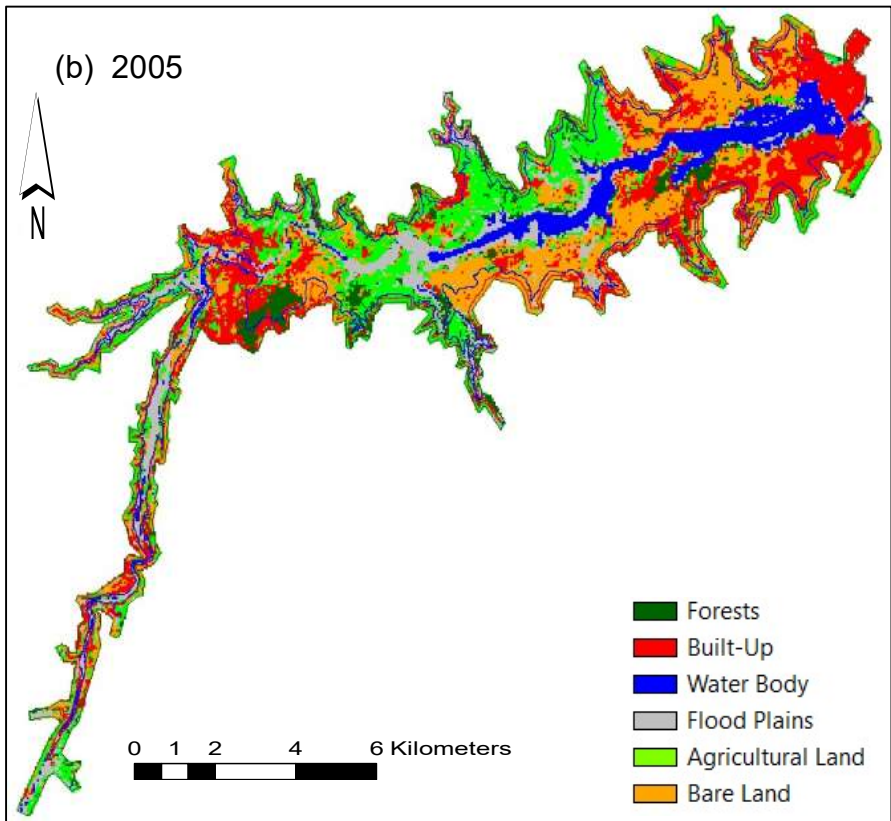 (b) 2005
N
Forests
Built-Up
Water Body
Flood Plains
Agricultural Land
Bare Land
0 1 2 4 6 Kilometers